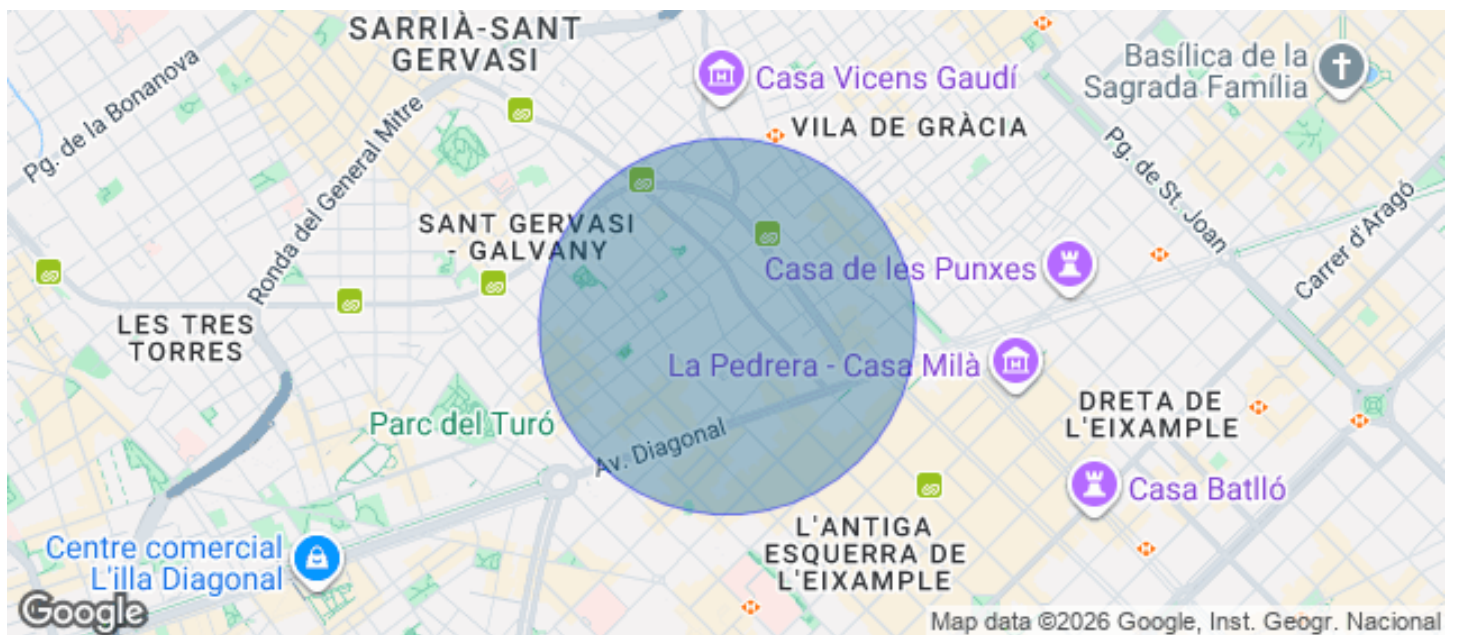 SARRIÀ-SANT
GERVASI
Pg. de la Bonanova
Ronda del General Mitre
Casa Vicens Gaudí
Basílica de la
Sagrada Família
VILA DE GRÀCIA
Pg. de St. Joan
Carrer d'Aragó
SANT GERVASI
- GALVANY
Casa de les Punxes
LES TRES
TORRES
La Pedrera - Casa Milà
DRETA DE
L'EIXAMPLE
Parc del Turó
Av. Diagonal
Casa Batlló
L'ANTIGA
ESQUERRA DE
L'EIXAMPLE
Centre comercial
L'illa Diagonal
Google
Map data ©2026 Google, Inst. Geogr. Nacional